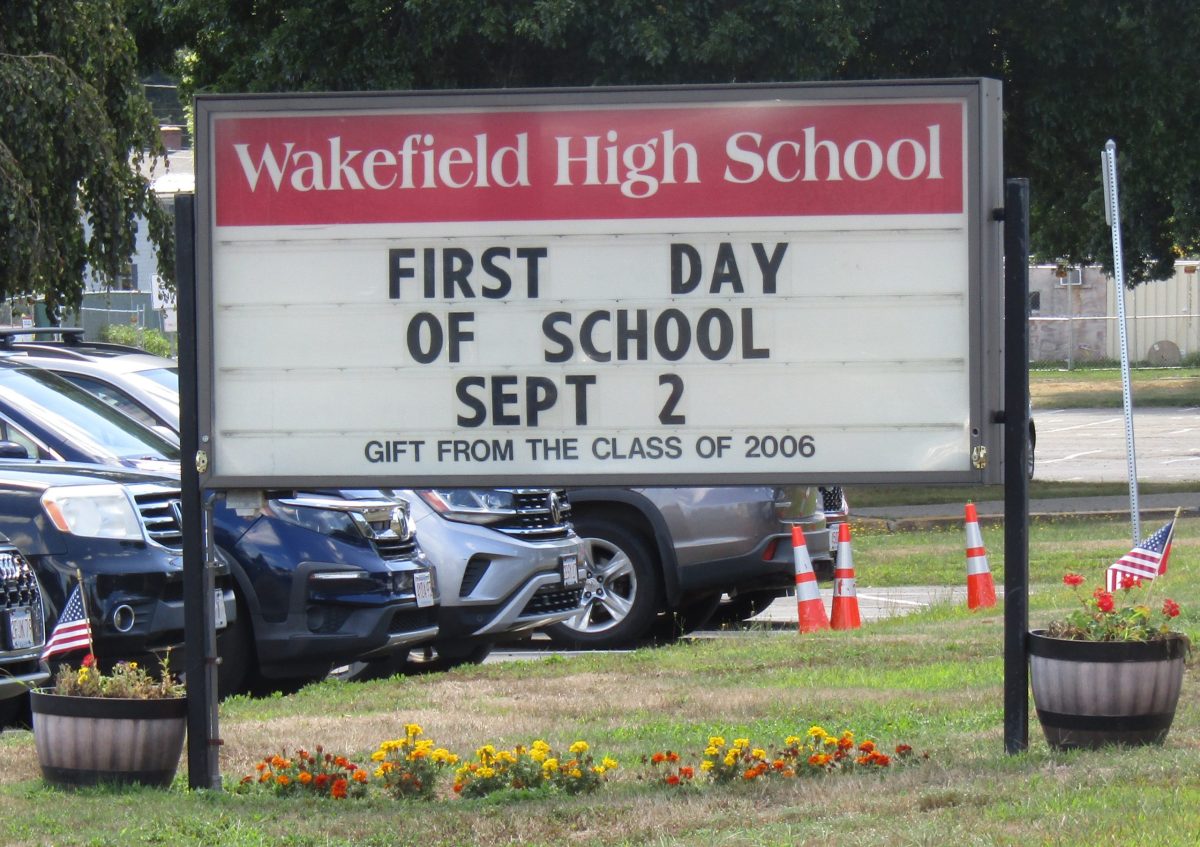 Wakefield High School
FIRST DAY
OF SCHOOL
SEPT 2
GIFT FROM THE CLASS OF 2006